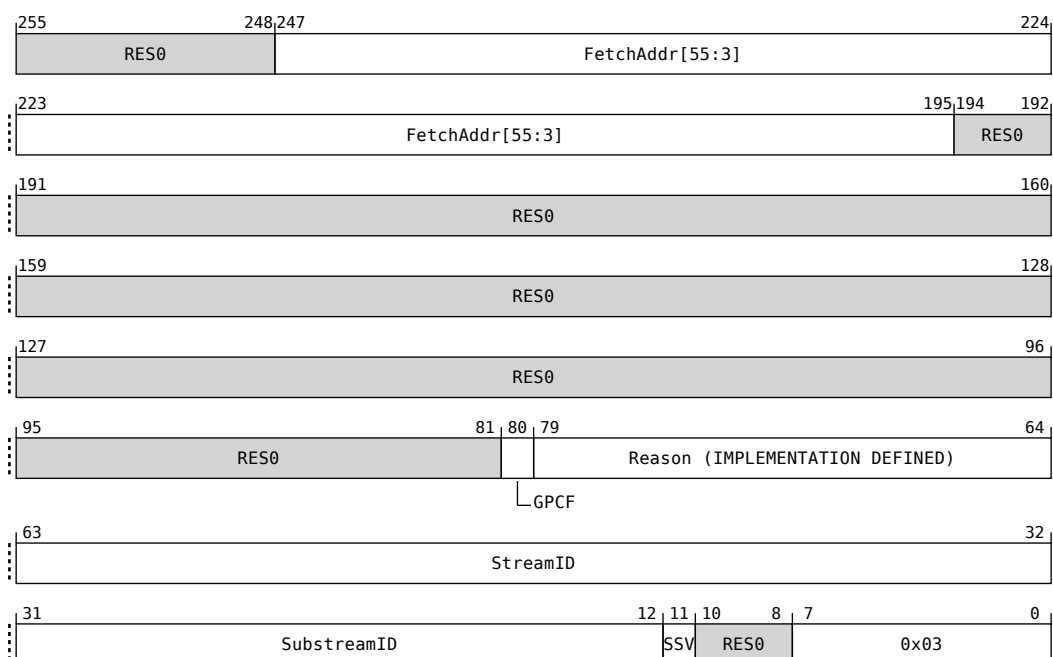 255 248 247 224
RES0 FetchAddr[55:3]
223 195 194 192
FetchAddr[55:3] RES0
191 160
RES0
159 128
RES0
127 96
RES0
95 81 80 79 64
RES0 Reason (IMPLEMENTATION DEFINED)
GPCF
63 32
StreamID
31 12 11 10 8 7 0
SubstreamID SSV RES0 0x03